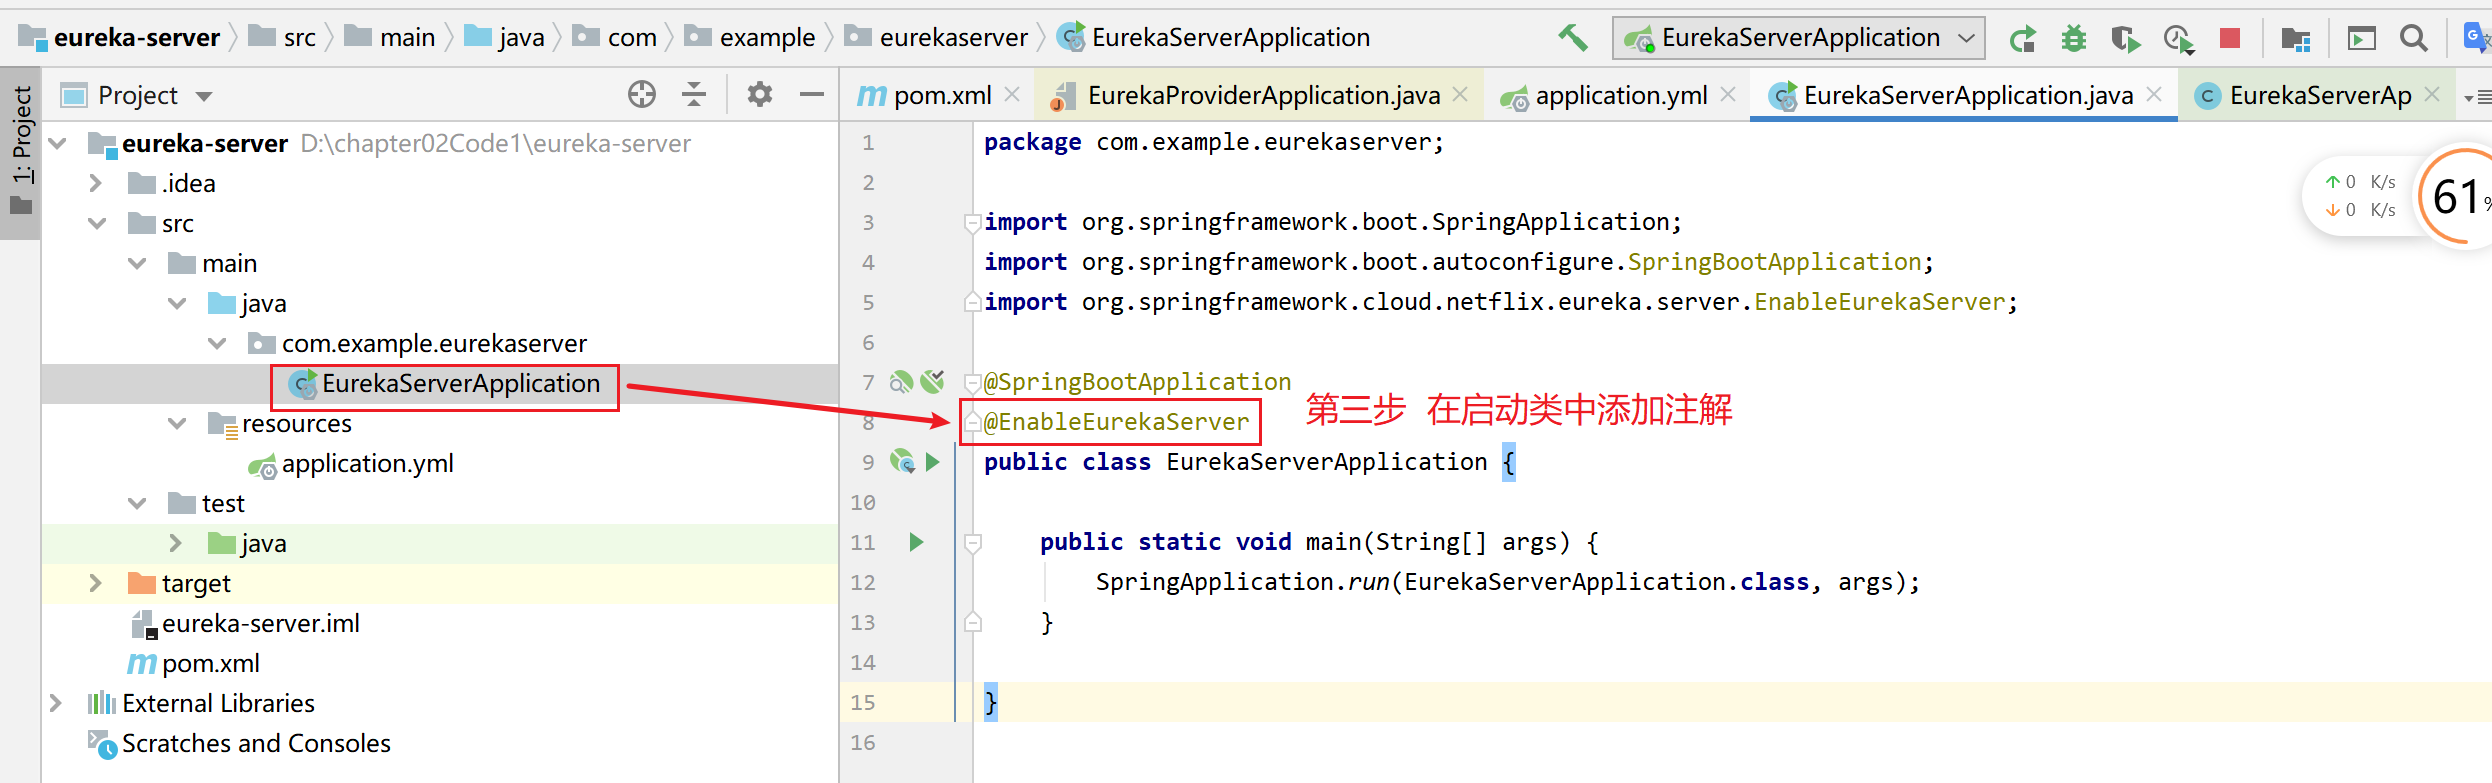 eureka-server src main java com example eurekaserver EurekaServerApplication EurekaServerApplication
1: Project
Project
pom.xml EurekaProviderApplication.java application.yml EurekaServerApplication.java EurekaServerAp
eureka-server D:\chapter02Code1\eureka-server
.idea
src
main
java
com.example.eurekaserver
EurekaServerApplication
resources
application.yml
test
java
target
eureka-server.iml
pom.xml
External Libraries
Scratches and Consoles
1 package com.example.eurekaserver;
2
3 import org.springframework.boot.SpringApplication;
4 import org.springframework.boot.autoconfigure.SpringBootApplication;
5 import org.springframework.cloud.netflix.eureka.server.EnableEurekaServer;
6
7 @SpringBootApplication
8 @EnableEurekaServer
第三步 在启动类中添加注解
9 public class EurekaServerApplication {
10
11 public static void main(String[] args) {
12 SpringApplication.run(EurekaServerApplication.class, args);
13 }
14
15 }
16
0 K/s
0 K/s
61%